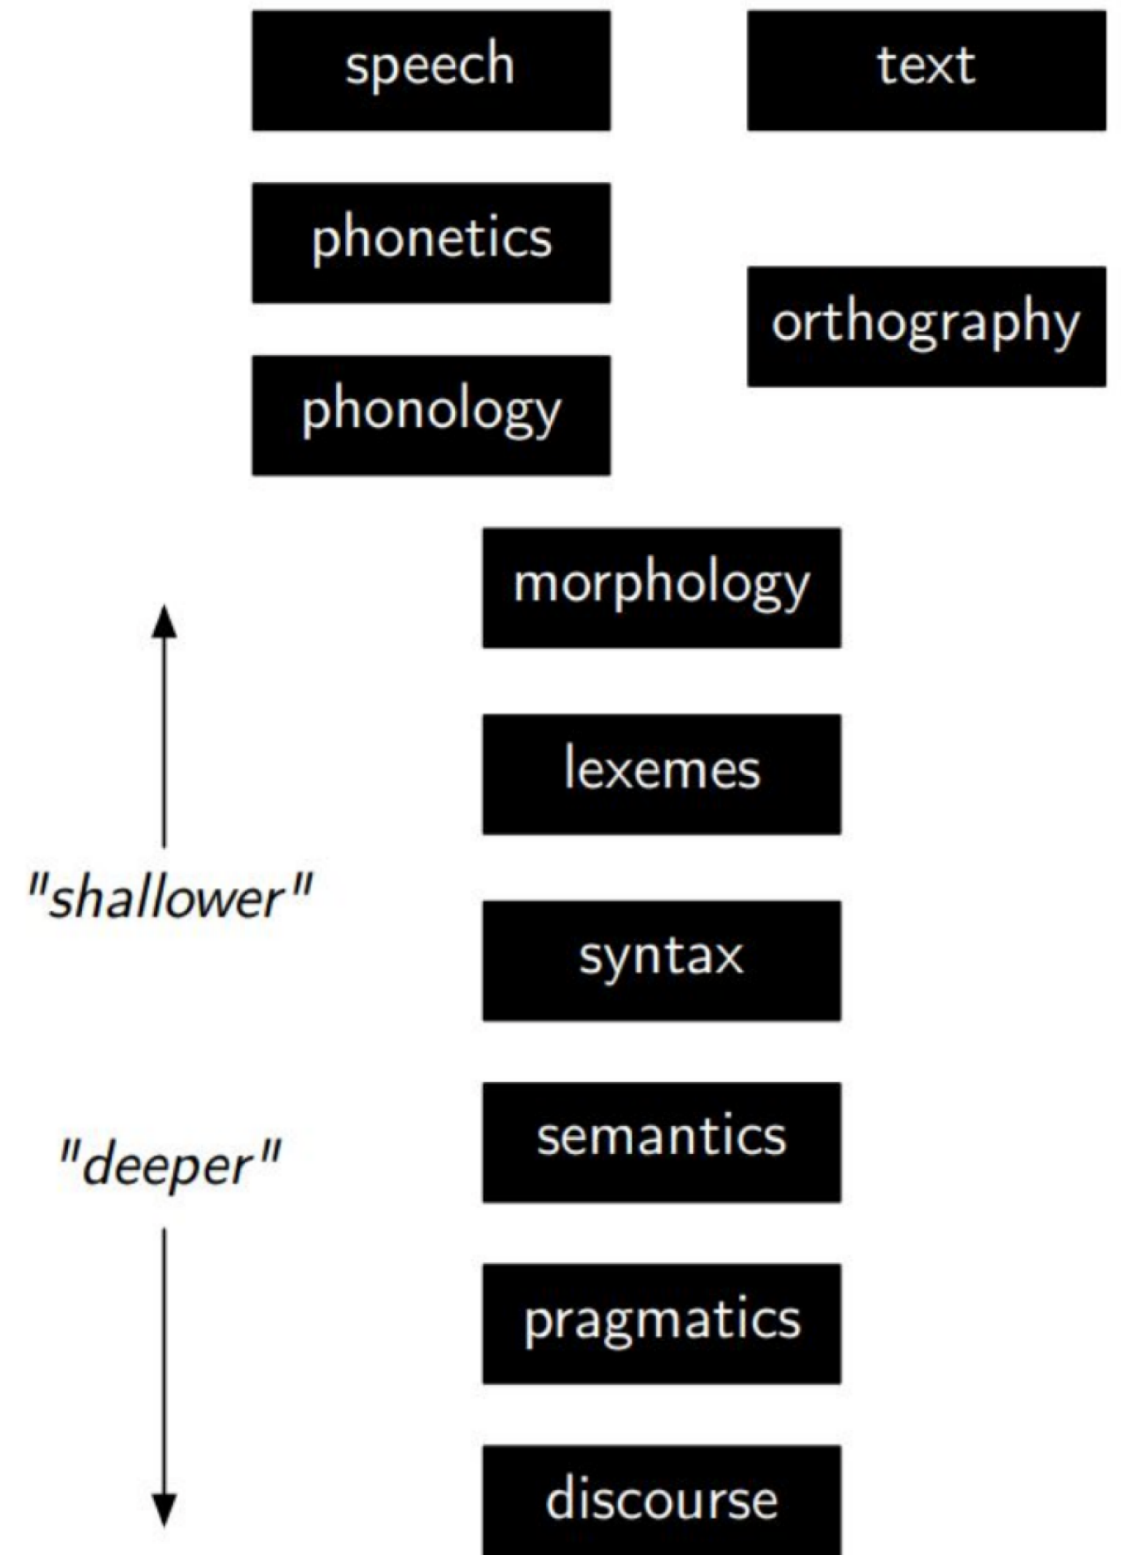 speech
text
phonetics
orthography
phonology
morphology
lexemes
"shallower"
syntax
semantics
"deeper"
pragmatics
discourse